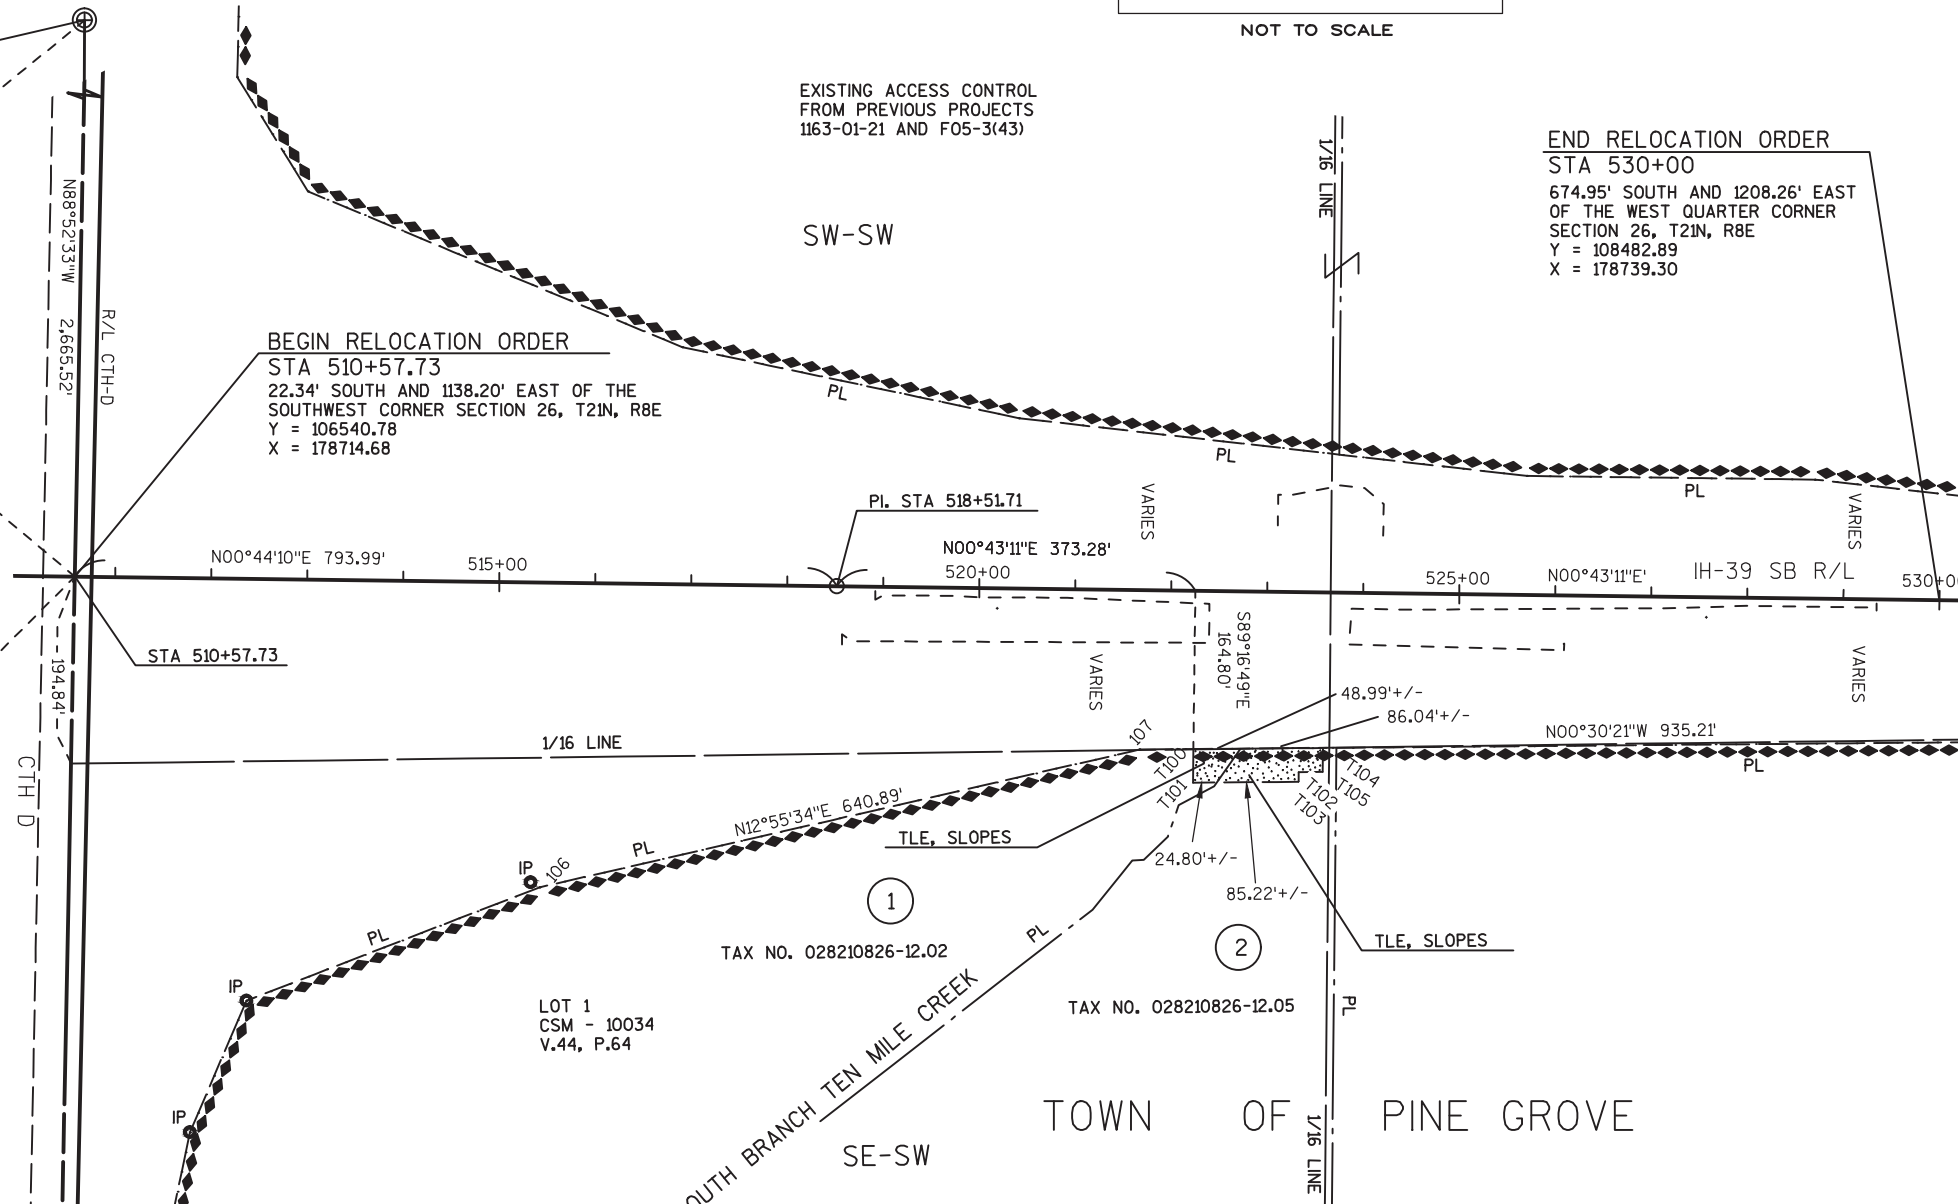 NOT TO SCALE
EXISTING ACCESS CONTROL
FROM PREVIOUS PROJECTS
1163-01-21 AND F05-3(43)
1/16 LINE
END RELOCATION ORDER
STA 530+00
674.95' SOUTH AND 1208.26' EAST
OF THE WEST QUARTER CORNER
SECTION 26, T21N, R8E
Y = 108482.89
X = 178739.30
SW-SW
N88°52'33"W 2,665.52'
R/L CTH-D
BEGIN RELOCATION ORDER
STA 510+57.73
22.34' SOUTH AND 1138.20' EAST OF THE
SOUTHWEST CORNER SECTION 26, T21N, R8E
Y = 106540.78
X = 178714.68
PL
PL
PL
VARIES
VARIES
PI. STA 518+51.71
N00°44'10"E 793.99'
515+00
N00°43'11"E 373.28'
520+00
525+00
N00°43'11"E'
IH-39 SB R/L
530+00
STA 510+57.73
194.84'
VARIES
S89°16'49"E
164.80'
VARIES
48.99'+/-
86.04'+/-
N00°30'21"W 935.21'
1/16 LINE
107
T100
T101
T104
T105
T102
T103
PL
CTH D
N12°55'34"E 640.89'
TLE, SLOPES
PL
24.80'+/-
85.22'+/-
IP
106
1
2
PL
PL
TLE, SLOPES
TAX NO. 028210826-12.02
IP
LOT 1
CSM - 10034
V.44, P.64
TAX NO. 028210826-12.05
PL
OUTH BRANCH TEN MILE CREEK
IP
TOWN OF PINE GROVE
1/16 LINE
SE-SW